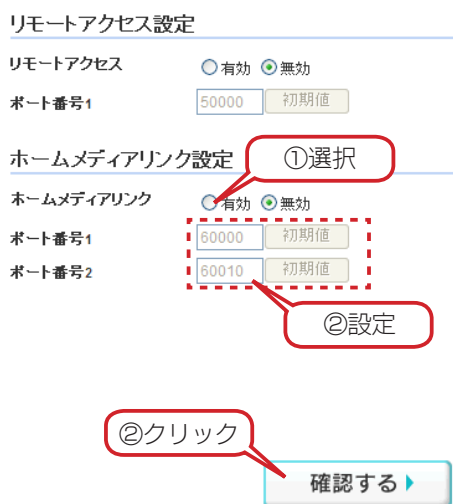 リモートアクセス設定
リモートアクセス 有効 無効
ポート番号1 50000 初期値
ホームメディアリンク設定 ①選択
ホームメディアリンク 有効 無効
ポート番号1 60000 初期値
ポート番号2 60010 初期値
②設定
②クリック
確認する